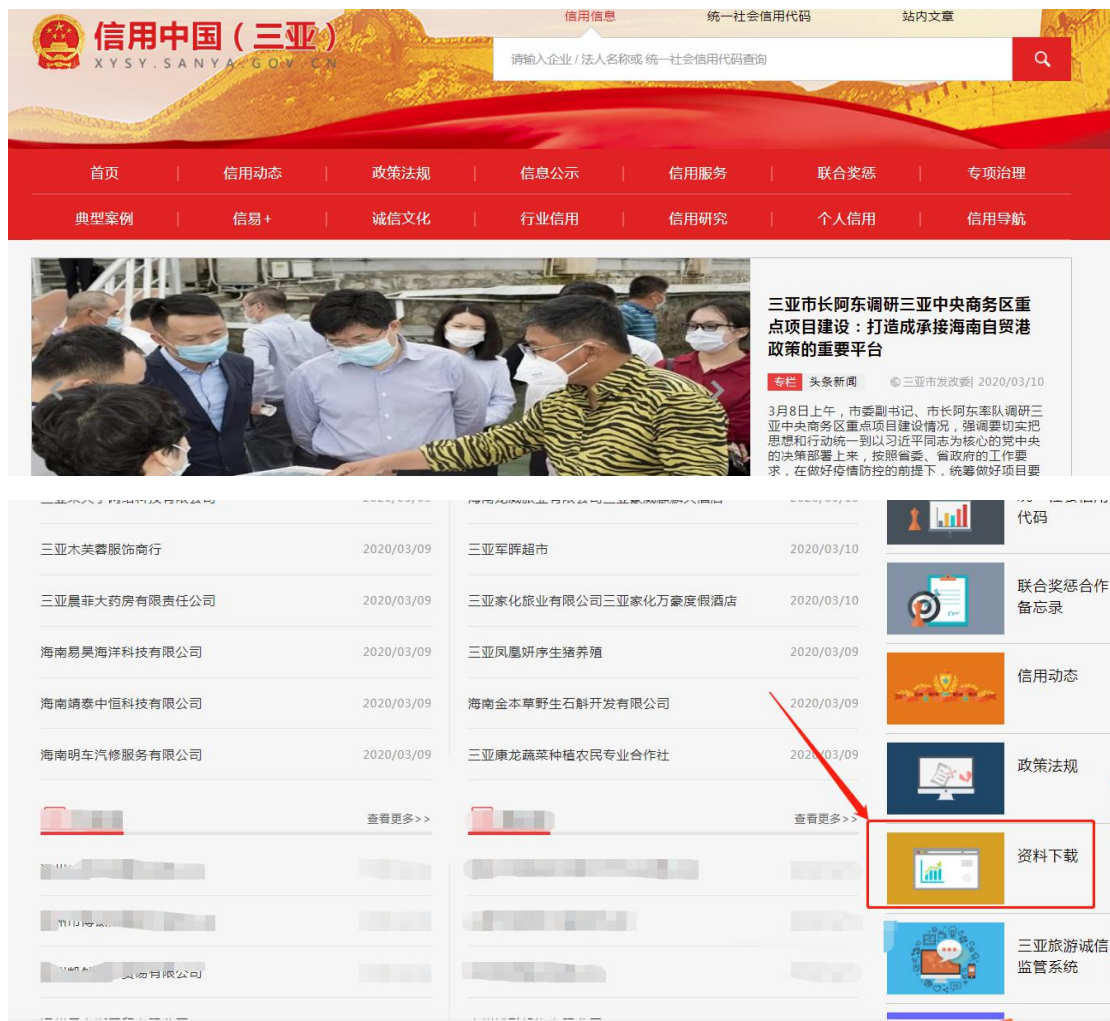 信用信息
统一社会信用代码
站内文章
信用中国（三亚）
XYSY.SANYA.GOV.CN
请输入企业/法人名称或 统一社会信用代码查询
首页 | 信用动态 | 政策法规 | 信息公示 | 信用服务 | 联合奖惩 | 专项治理
典型案例 | 信易+ | 诚信文化 | 行业信用 | 信用研究 | 个人信用 | 信用导航
三亚市长阿东调研三亚中央商务区重
点项目建设：打造成承接海南自贸港
政策的重要平台
专栏 头条新闻 三亚市发改委| 2020/03/10
3月8日上午，市委副书记、市长阿东率队调研三
亚中央商务区重点项目建设情况，强调要切实把
思想和行动统一到以习近平同志为核心的党中央
的决策部署上来，按照省委、省政府的工作要
求，在做好疫情防控的前提下，统筹做好项目要
代码
三亚木芙蓉服饰商行 2020/03/09 三亚军晖超市 2020/03/10
联合奖惩合作
备忘录
三亚晨菲大药房有限责任公司 2020/03/09 三亚家化旅业有限公司三亚家化万豪度假酒店 2020/03/10
海南易昊海洋科技有限公司 2020/03/09 三亚凤凰妍序生猪养殖 2020/03/09
信用动态
海南靖泰中恒科技有限公司 2020/03/09 海南金本草野生石斛开发有限公司 2020/03/09
海南明车汽修服务有限公司 2020/03/09 三亚康龙蔬菜种植农民专业合作社 2020/03/09
政策法规
查看更多>> 查看更多>>
资料下载
三亚旅游诚信
监管系统
贸易有限公司